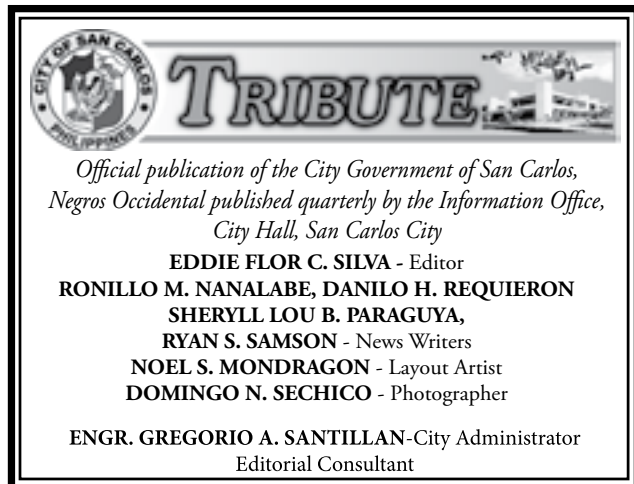 CITY OF SAN CARLOS
PHILIPPINES
TRIBUTE
Official publication of the City Government of San Carlos,
Negros Occidental published quarterly by the Information Office,
City Hall, San Carlos City
EDDIE FLOR C. SILVA - Editor
RONILLO M. NANALABE, DANILO H. REQUIERON
SHERYLL LOU B. PARAGUYA,
RYAN S. SAMSON - News Writers
NOEL S. MONDRAGON - Layout Artist
DOMINGO N. SECHICO - Photographer
ENGR. GREGORIO A. SANTILLAN-City Administrator
Editorial Consultant